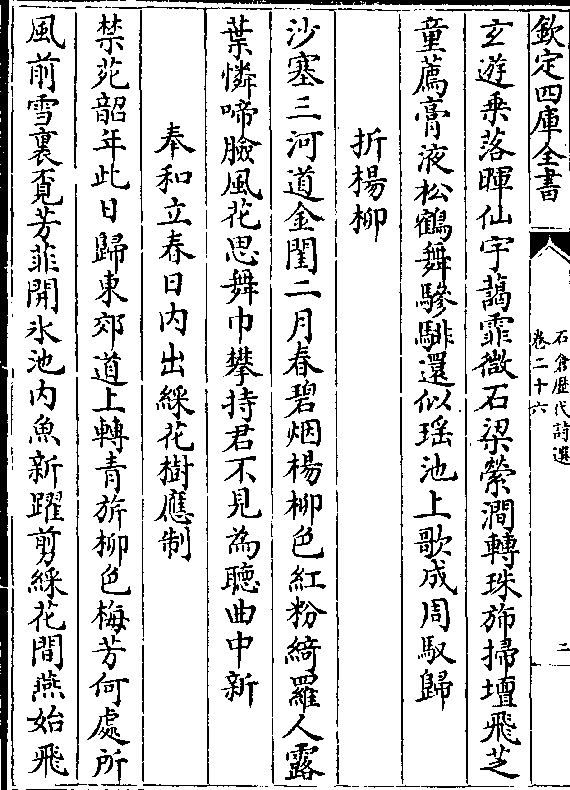 欽定四庫全書
石倉歴代詩選
卷二十六
二
玄遊乗落暉仙宇藹霏微石梁縈澗轉珠斾掃壇飛芝
童薦膏液松鶴舞驂騑還似瑶池上歌成周馭歸
折楊柳
沙塞三河道金閨二月春碧烟楊柳色紅粉綺羅人露
葉憐啼臉風花思舞巾攀持君不見為聽曲中新
奉和立春日内出綵花樹應制
禁苑韶年此日歸東郊道上轉青旂柳色梅芳何處所
風前雪裏覓芳菲開氷池内魚新躍剪綵花間燕始飛